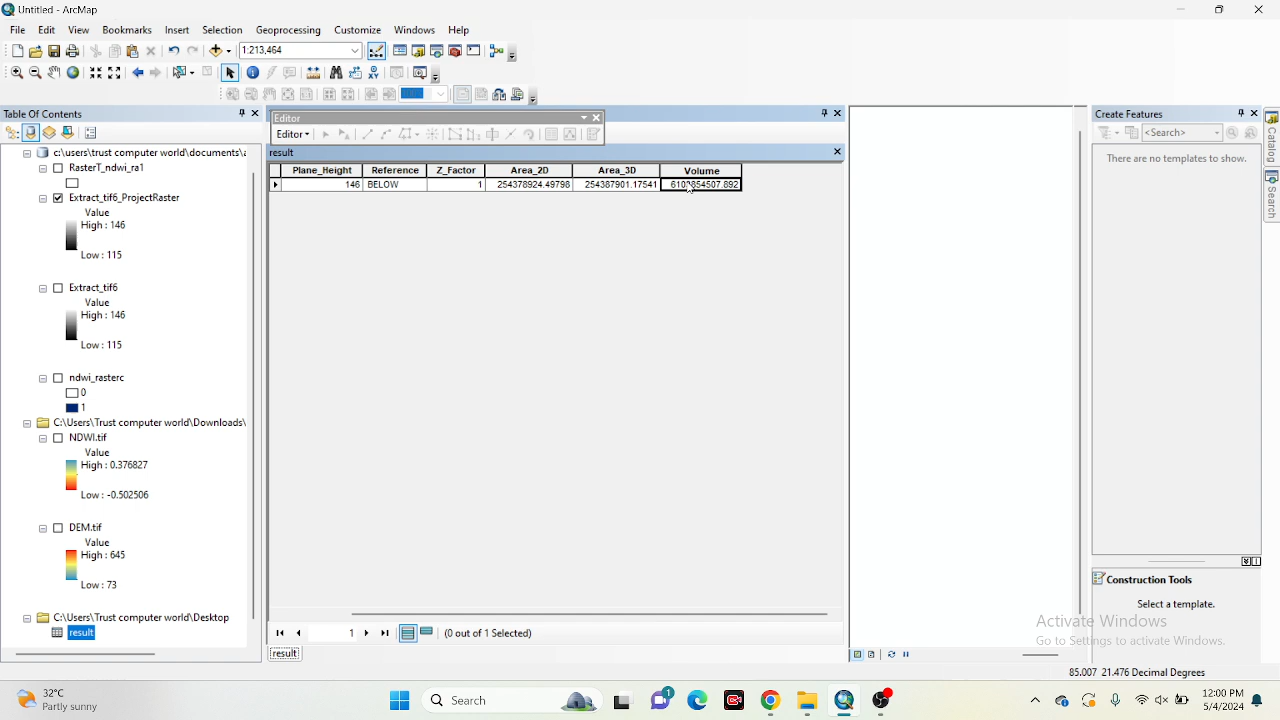 Untitled - ArcMap
File Edit View Bookmarks Insert Selection Geoprocessing Customize Windows Help
1:213,464
Table Of Contents
c:\users\trust computer world\documents\
RasterT_ndwi_ra1
Extract_tif6_ProjectRaster
Value
High : 146
Low : 115
Extract_tif6
Value
High : 146
Low : 115
ndwi_rasterc
0
1
C:\Users\Trust computer world\Downloads\
NDWI.tif
Value
High : 0.376827
Low : -0.502506
DEM.tif
Value
High : 645
Low : 73
C:\Users\Trust computer world\Desktop
result
Editor
Editor
result
Plane_Height Reference Z_Factor Area_2D Area_3D Volume
146 BELOW 1 254378924.49798 254387901.17541
1 (0 out of 1 Selected)
result
Create Features
<Search>
There are no templates to show.
Construction Tools
Select a template.
Catalog
Search
Activate Windows
Go to Settings to activate Windows.
85.007 21.476 Decimal Degrees
32°C
Partly sunny
Search
1
12:00 PM
5/4/2024